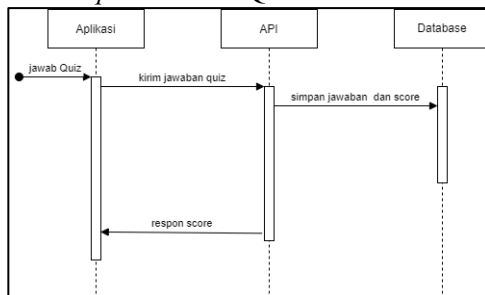 Aplikasi
API
Database
jawab Quiz
kirim jawaban quiz
simpan jawaban dan score
respon score